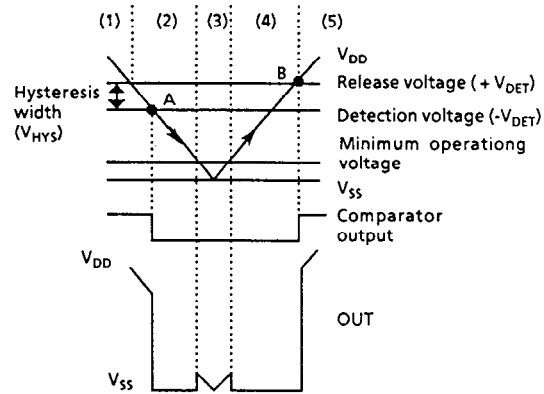 (1) (2) (3) (4) (5)
VDD
B
Release voltage (+ VDET)
Hysteresis
width
(VHYS)
A
Detection voltage (-VDET)
Minimum operationg
voltage
VSS
Comparator
output
VDD
OUT
VSS